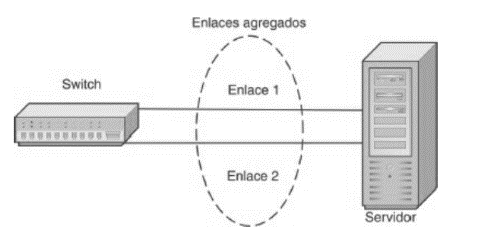 Enlaces agregados
Switch
Enlace 1
Enlace 2
Servidor